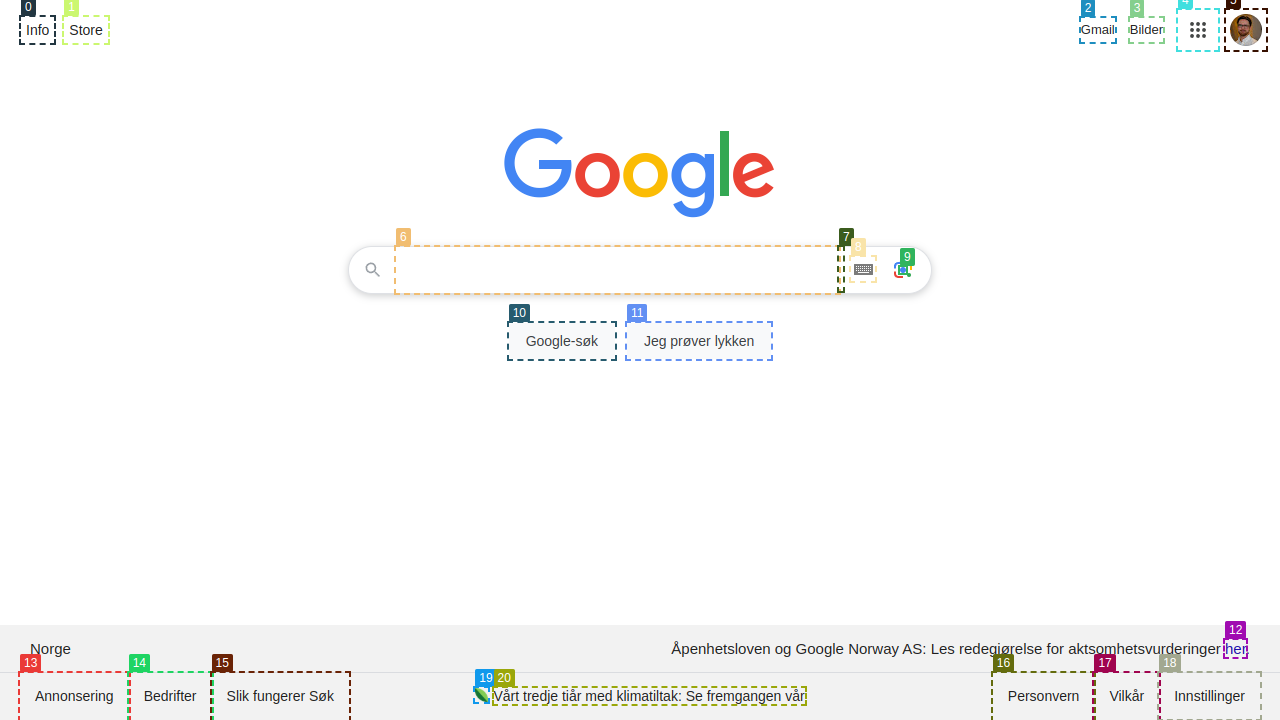 0 1 2 3 4 5
Info Store Gmail Bilder
Google
6 7 8 9
10 11
Google-søk Jeg prøver lykken
12
Norge Åpenhetsloven og Google Norway AS: Les redegjørelse for aktsomhetsvurderinger her.
13 14 15 19 20 16 17 18
Annonsering Bedrifter Slik fungerer Søk Vårt tredje tiår med klimatiltak: Se fremgangen vår Personvern Vilkår Innstillinger